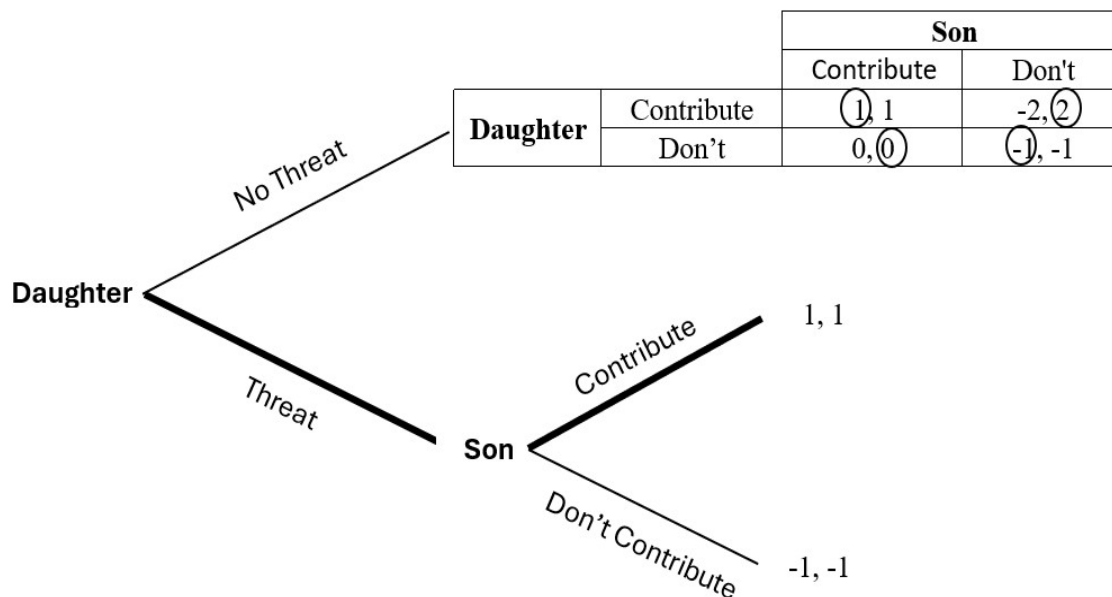 Son
Contribute Don't
Daughter Contribute 1, 1 -2, 2
Don’t 0, 0 -1, -1
No Threat
Daughter
Threat
Contribute 1, 1
Son
Don’t Contribute -1, -1